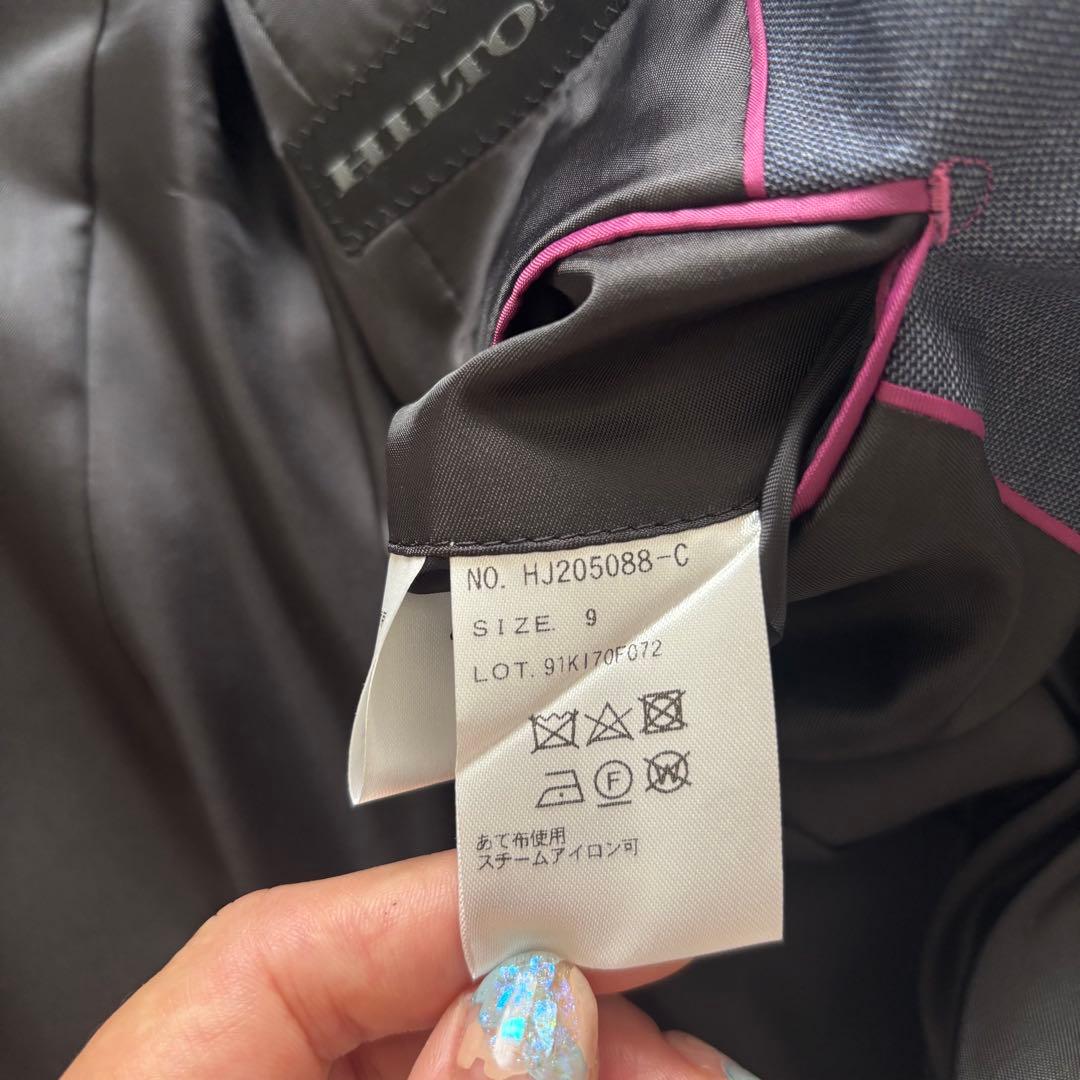 HILTO
NO. HJ205088-C
SIZE. 9
LOT. 91KI70F072
F
W
あて布使用
スチームアイロン可